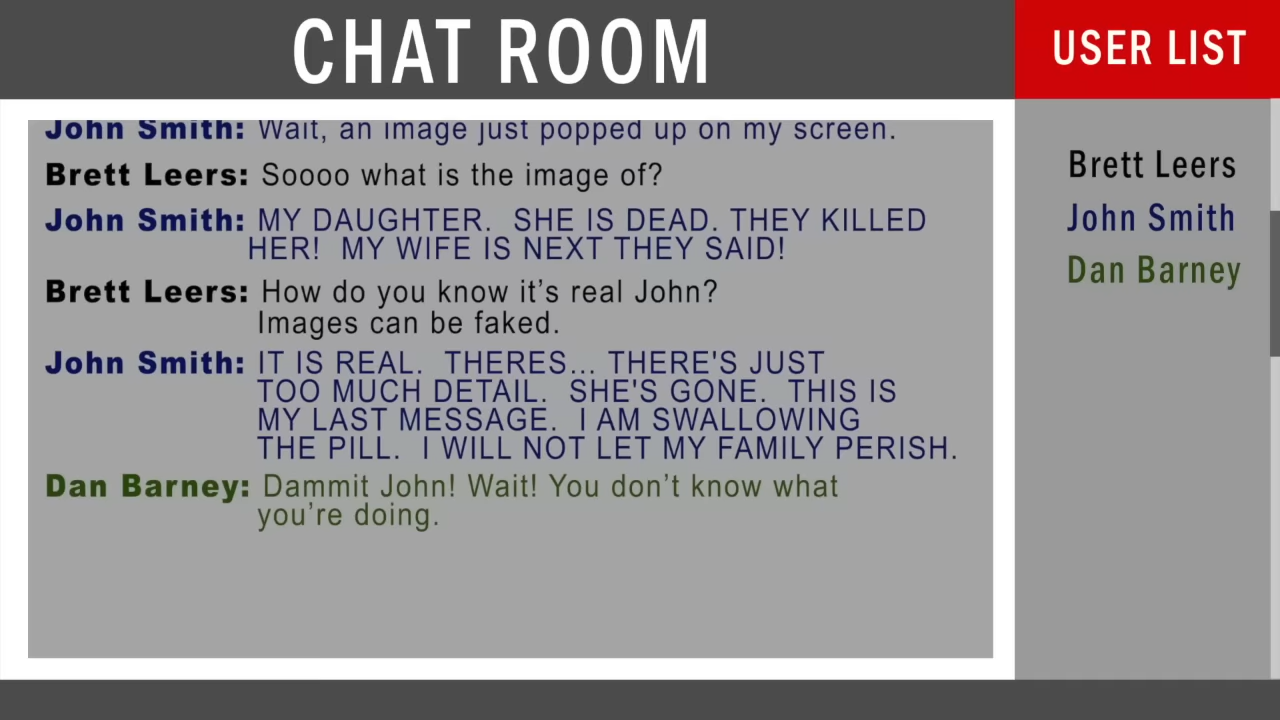 CHAT ROOM
USER LIST
John Smith: Wait, an image just popped up on my screen.
Brett Leers: Soooo what is the image of?
John Smith: MY DAUGHTER. SHE IS DEAD. THEY KILLED
HER! MY WIFE IS NEXT THEY SAID!
Brett Leers: How do you know it's real John?
Images can be faked.
John Smith: IT IS REAL. THERES... THERE'S JUST
TOO MUCH DETAIL. SHE'S GONE. THIS IS
MY LAST MESSAGE. I AM SWALLOWING
THE PILL. I WILL NOT LET MY FAMILY PERISH.
Dan Barney: Dammit John! Wait! You don't know what
you're doing.
Brett Leers
John Smith
Dan Barney